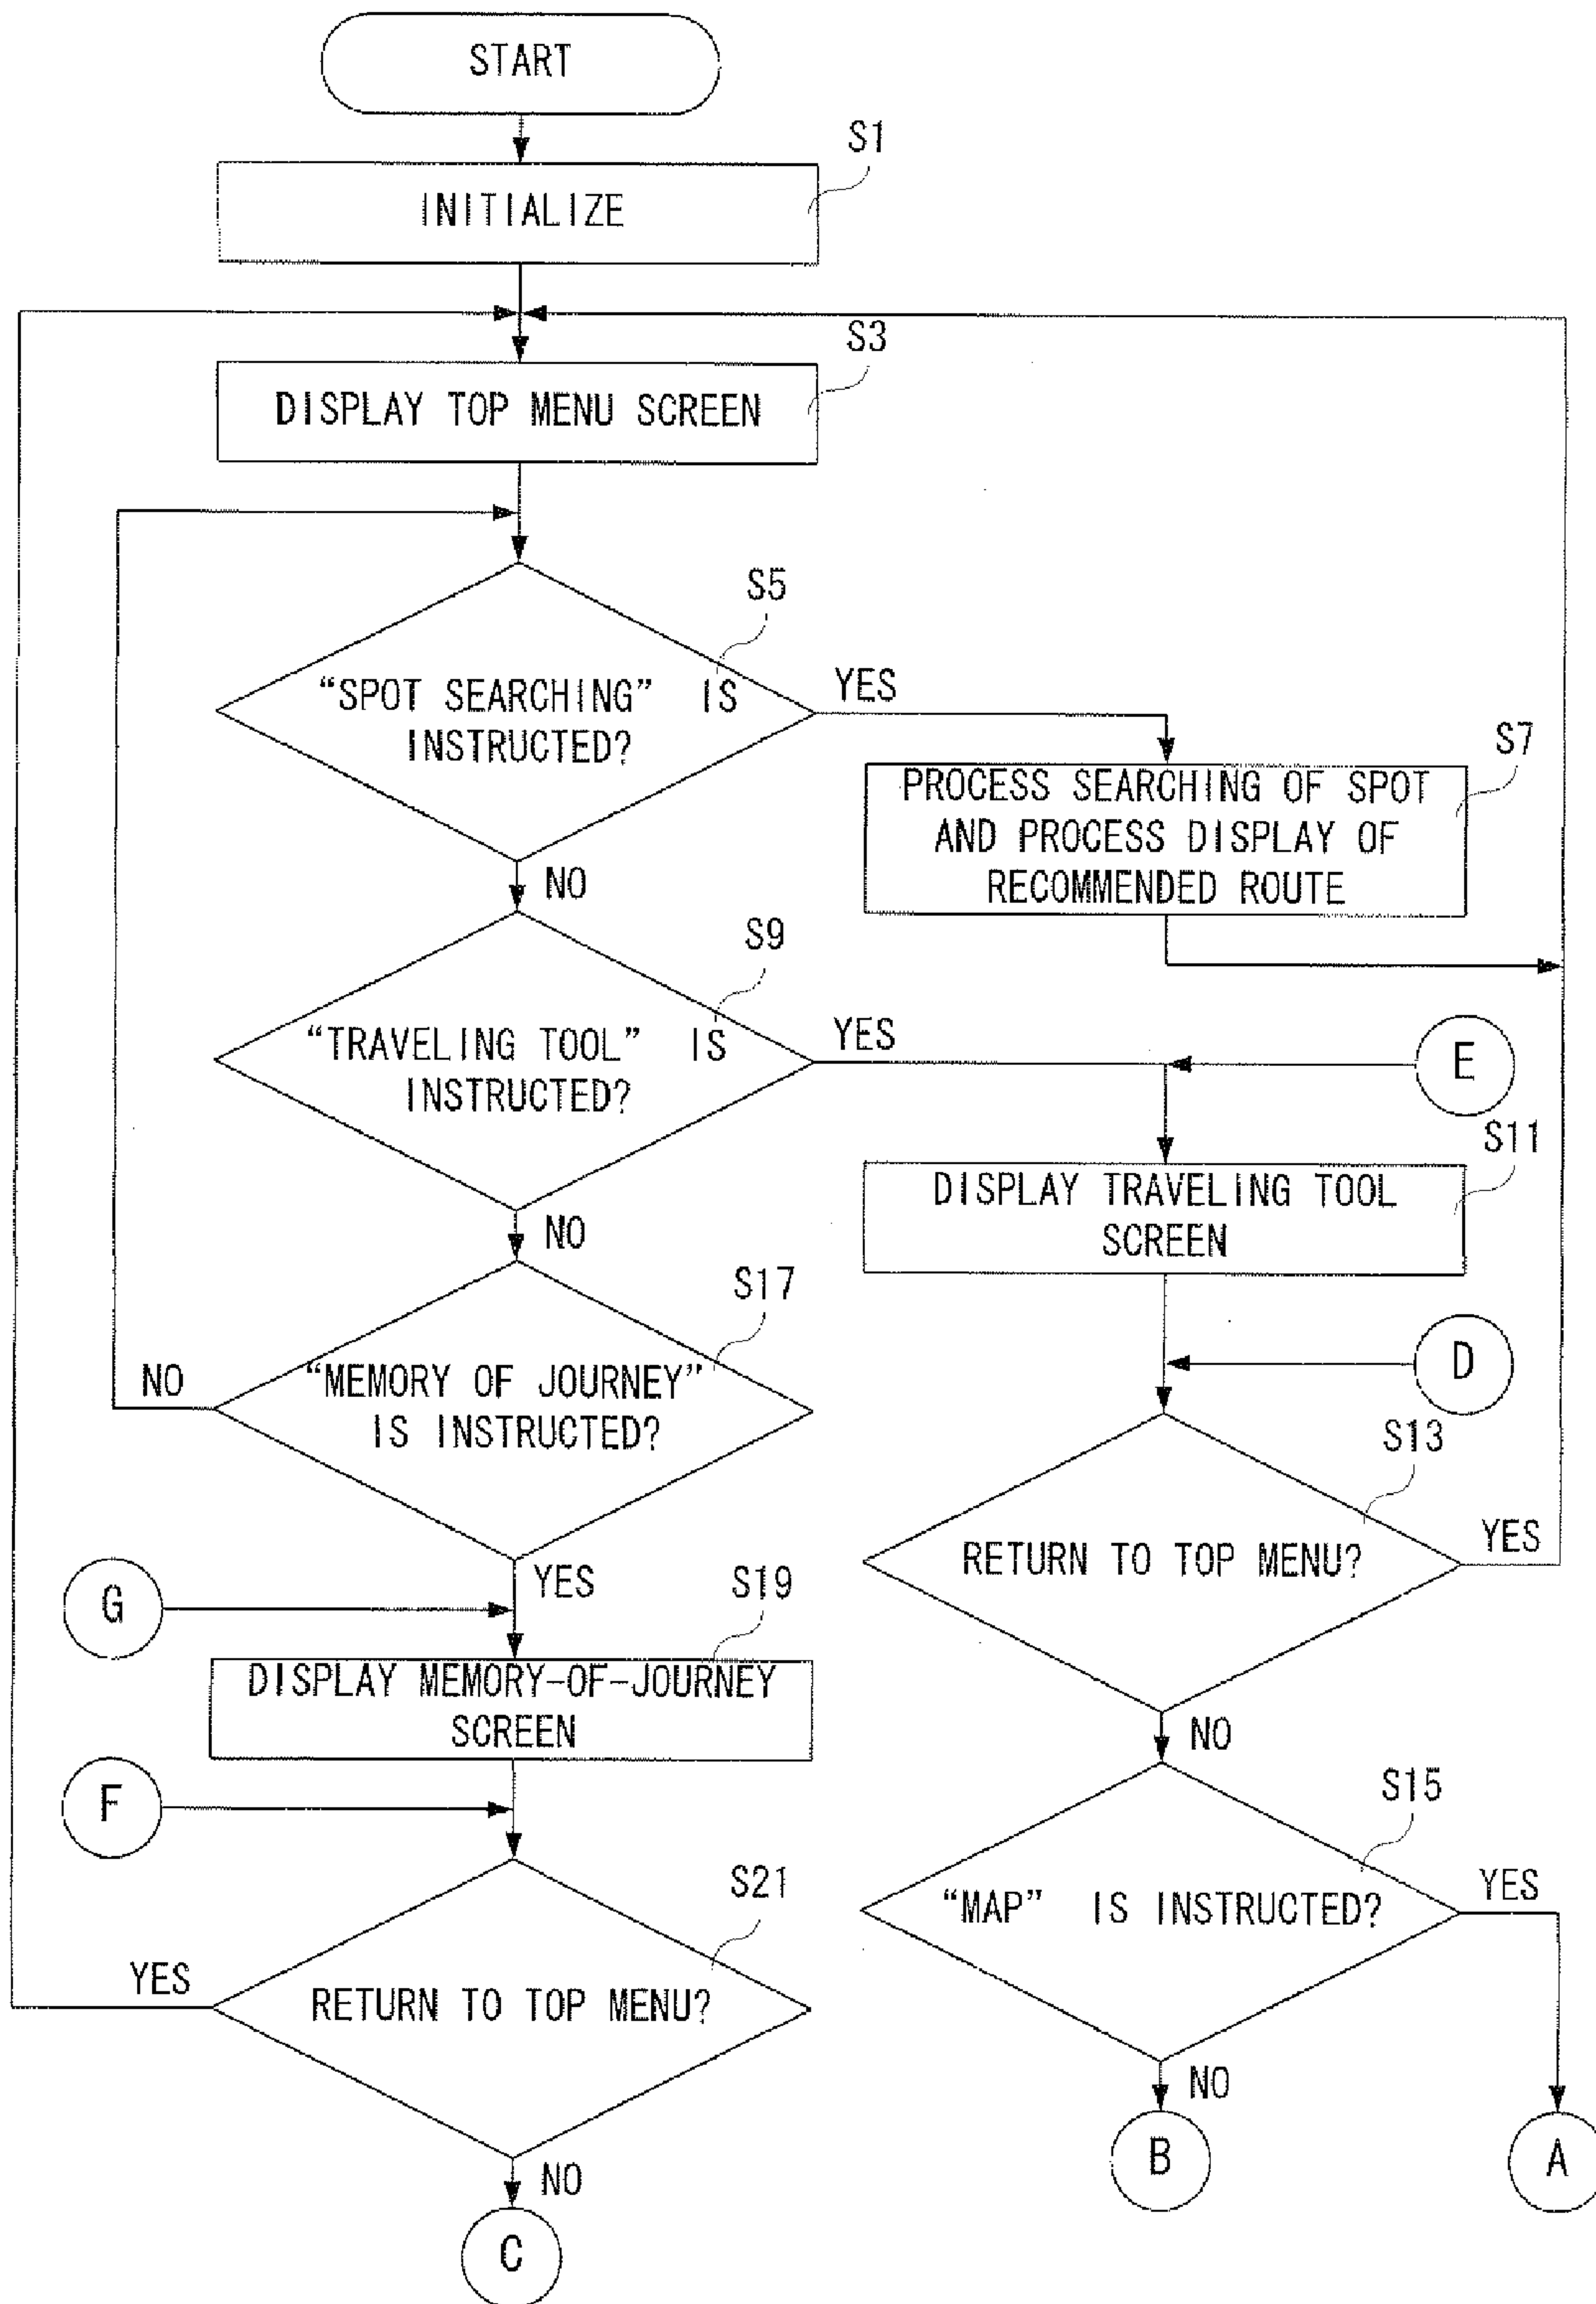 START
S1
INITIALIZE
S3
DISPLAY TOP MENU SCREEN
S5
“SPOT SEARCHING” IS
INSTRUCTED?
YES
NO
S7
PROCESS SEARCHING OF SPOT
AND PROCESS DISPLAY OF
RECOMMENDED ROUTE
S9
“TRAVELING TOOL” IS
INSTRUCTED?
YES
NO
E
S11
DISPLAY TRAVELING TOOL
SCREEN
S17
“MEMORY OF JOURNEY”
IS INSTRUCTED?
NO
YES
D
S13
RETURN TO TOP MENU?
YES
NO
G
S19
DISPLAY MEMORY-OF-JOURNEY
SCREEN
F
S15
“MAP” IS INSTRUCTED?
YES
NO
S21
RETURN TO TOP MENU?
YES
NO
B
A
C